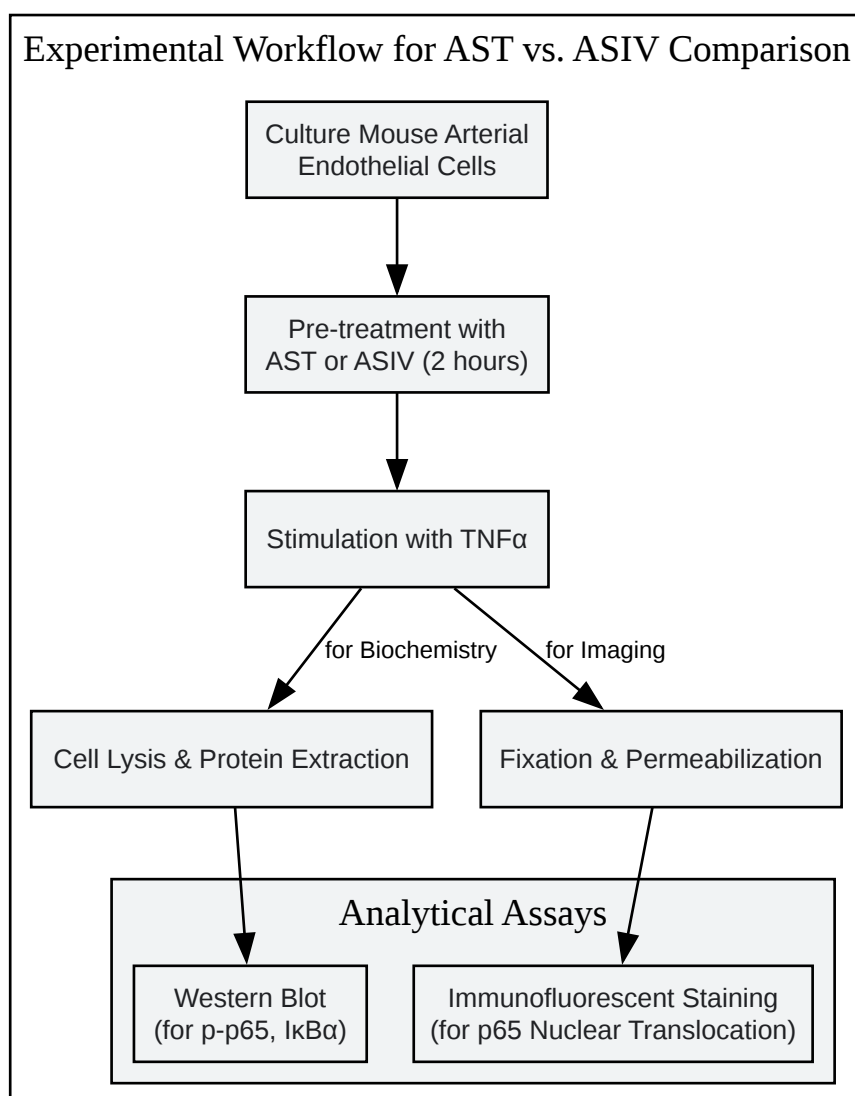 Experimental Workflow for AST vs. ASIV Comparison
Culture Mouse Arterial
Endothelial Cells
Pre-treatment with
AST or ASIV (2 hours)
Stimulation with TNFα
for Biochemistry
for Imaging
Cell Lysis & Protein Extraction
Fixation & Permeabilization
Analytical Assays
Western Blot
(for p-p65, IκBα)
Immunofluorescent Staining
(for p65 Nuclear Translocation)